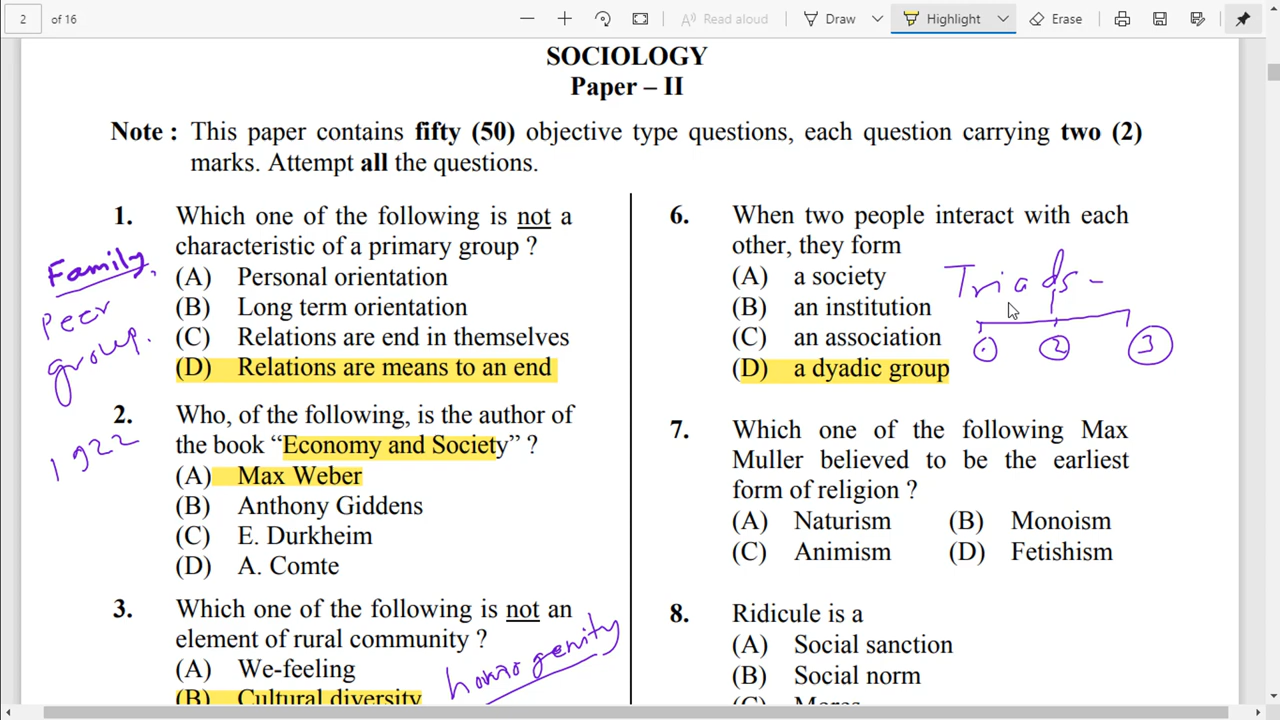 2 of 16
Read aloud
Draw
Highlight
Erase
SOCIOLOGY
Paper – II
Note : This paper contains fifty (50) objective type questions, each question carrying two (2)
marks. Attempt all the questions.
1. Which one of the following is not a
characteristic of a primary group ?
(A) Personal orientation
(B) Long term orientation
(C) Relations are end in themselves
(D) Relations are means to an end
Family,
Peer
group.
2. Who, of the following, is the author of
the book “Economy and Society” ?
(A) Max Weber
(B) Anthony Giddens
(C) E. Durkheim
(D) A. Comte
1922
3. Which one of the following is not an
element of rural community ?
(A) We-feeling
(B) Cultural diversity
homogenity
6. When two people interact with each
other, they form
(A) a society
(B) an institution
(C) an association
(D) a dyadic group
Triads -
1 2 3
7. Which one of the following Max
Muller believed to be the earliest
form of religion ?
(A) Naturism (B) Monoism
(C) Animism (D) Fetishism
8. Ridicule is a
(A) Social sanction
(B) Social norm
(C) Mores